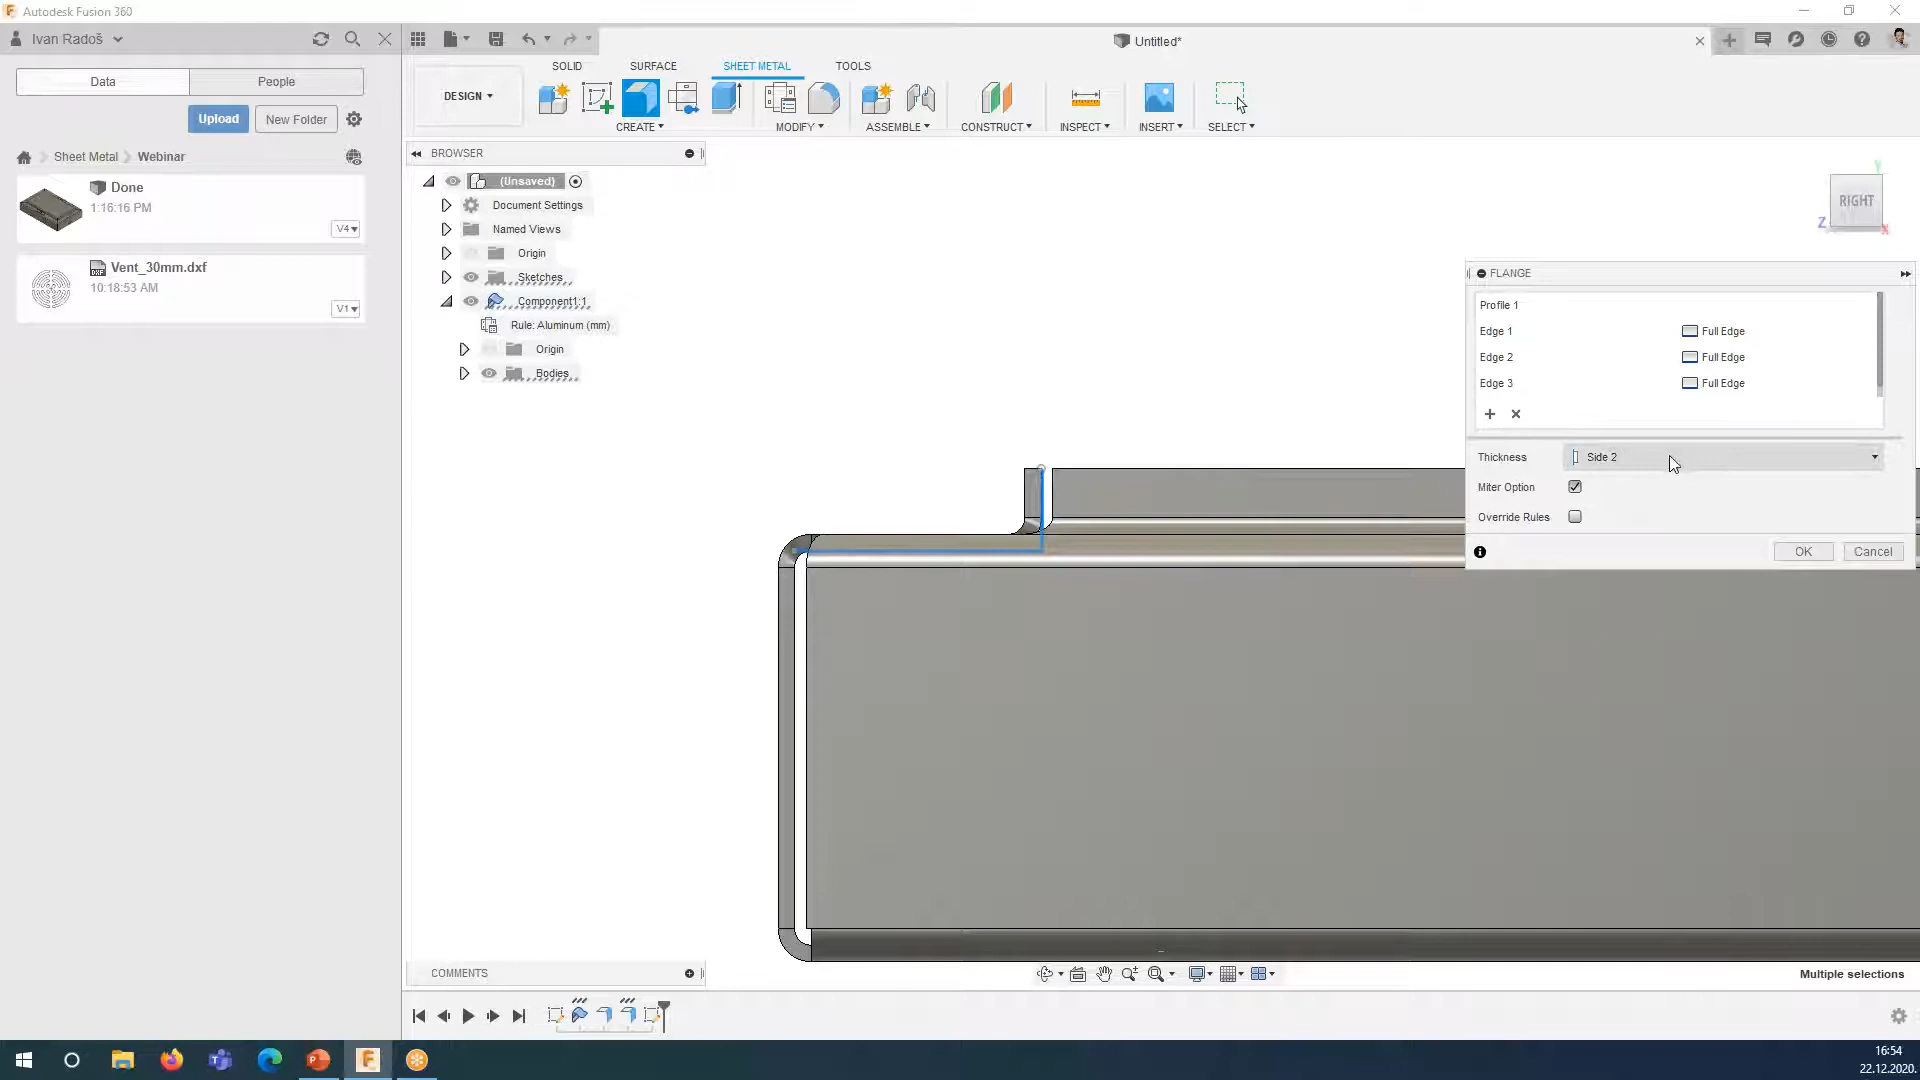 Autodesk Fusion 360
Ivan Radoš
Untitled*
Data
People
Upload
New Folder
Sheet Metal
Webinar
Done
1:16:16 PM
V4
DXF
Vent_30mm.dxf
10:18:53 AM
V1
SOLID
SURFACE
SHEET METAL
TOOLS
DESIGN
CREATE
MODIFY
ASSEMBLE
CONSTRUCT
INSPECT
INSERT
SELECT
BROWSER
(Unsaved)
Document Settings
Named Views
Origin
Sketches
Component1:1
Rule: Aluminum (mm)
Origin
Bodies
Y
RIGHT
Z
X
FLANGE
Profile 1
Edge 1 Full Edge
Edge 2 Full Edge
Edge 3 Full Edge
Thickness Side 2
Miter Option
Override Rules
OK
Cancel
COMMENTS
Multiple selections
16:54
22.12.2020.